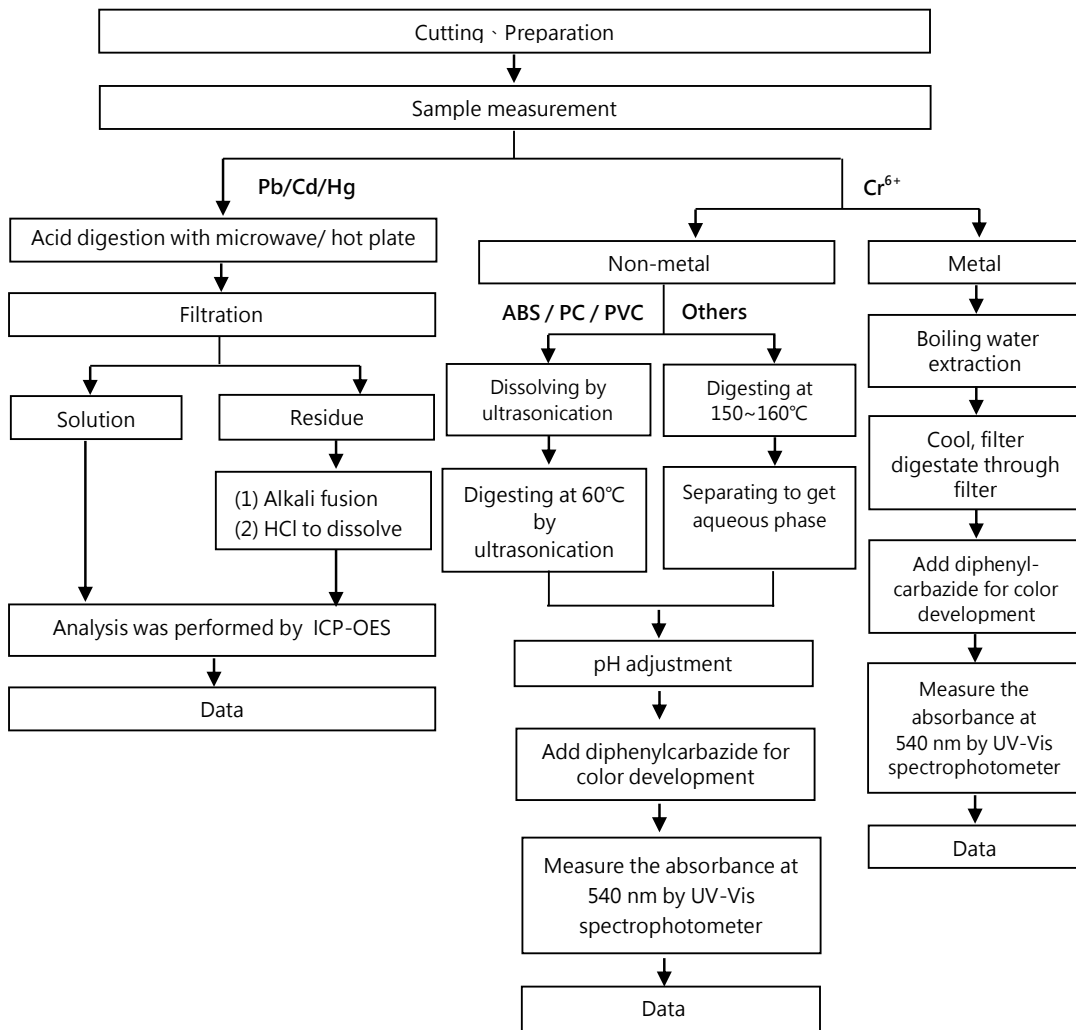 Cutting、Preparation
Sample measurement
Pb/Cd/Hg
Acid digestion with microwave/ hot plate
Filtration
Solution
Residue
(1) Alkali fusion
(2) HCl to dissolve
Analysis was performed by ICP-OES
Data
Cr⁶⁺
Non-metal
ABS / PC / PVC
Others
Dissolving by
ultrasonication
Digesting at 60℃
by
ultrasonication
Digesting at
150~160℃
Separating to get
aqueous phase
pH adjustment
Add diphenylcarbazide for
color development
Measure the absorbance at
540 nm by UV-Vis
spectrophotometer
Data
Metal
Boiling water
extraction
Cool, filter
digestate through
filter
Add diphenyl-
carbazide for color
development
Measure the
absorbance at
540 nm by UV-Vis
spectrophotometer
Data